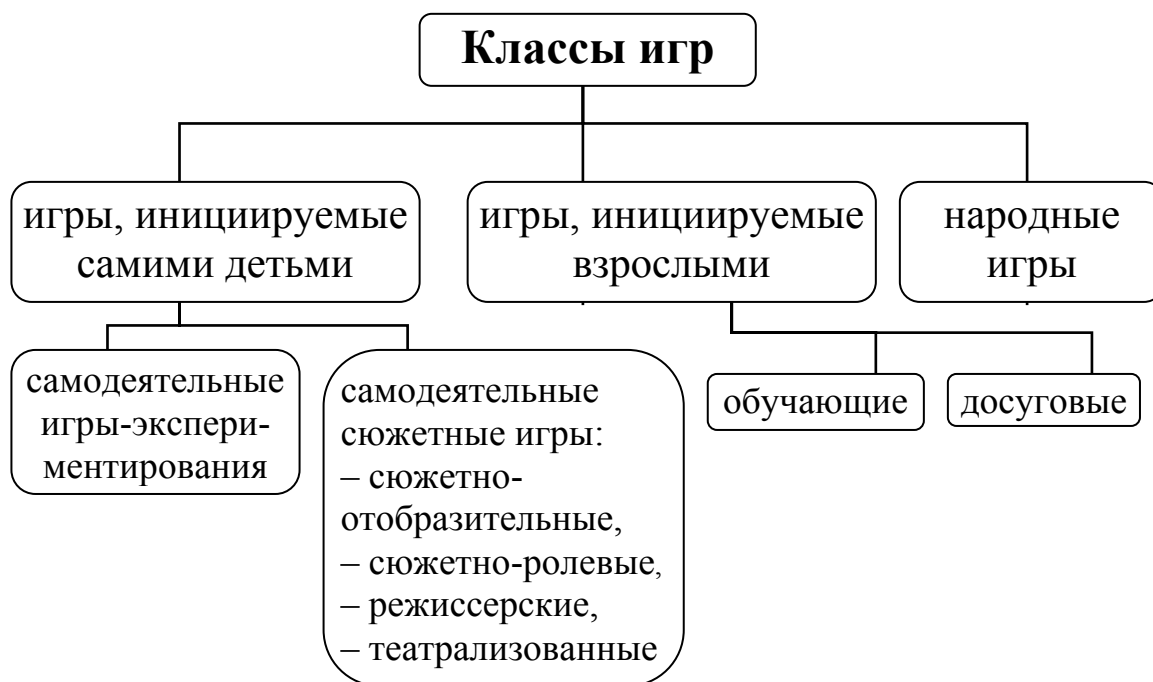 Классы игр
игры, инициируемые
самими детьми
игры, инициируемые
взрослыми
народные
игры
самодеятельные
игры-экспери-
ментирования
самодеятельные
сюжетные игры:
– сюжетно-
отобразительные,
– сюжетно-ролевые,
– режиссерские,
– театрализованные
обучающие
досуговые